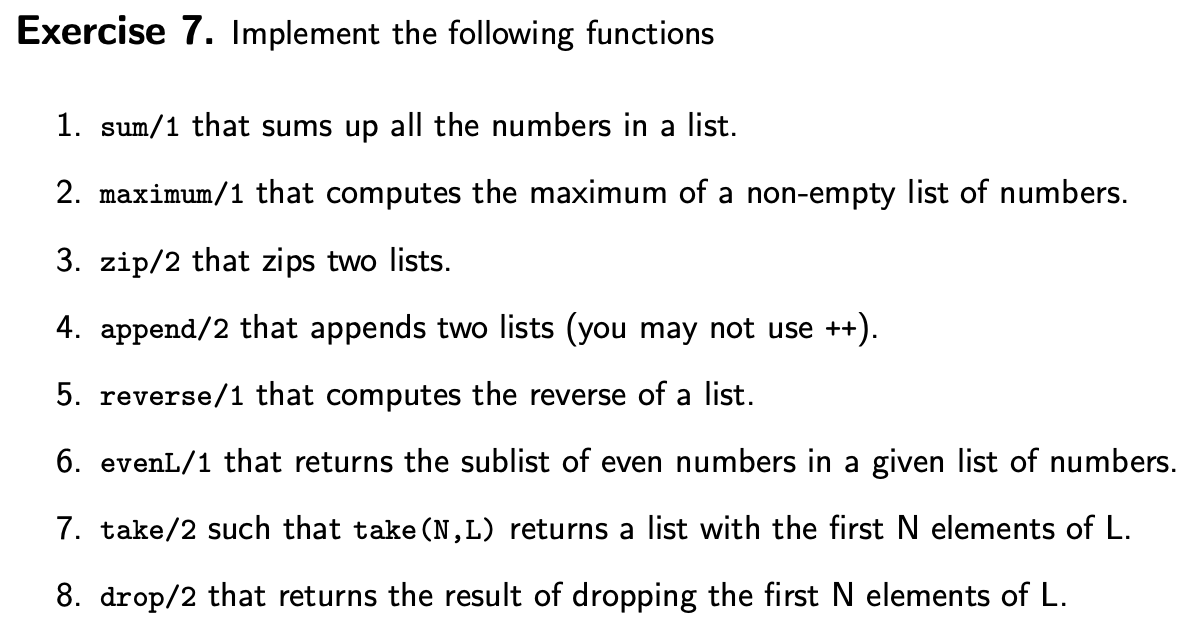 Exercise 7. Implement the following functions
1. sum/1 that sums up all the numbers in a list.
2. maximum/1 that computes the maximum of a non-empty list of numbers.
3. zip/2 that zips two lists.
4. append/2 that appends two lists (you may not use ++).
5. reverse/1 that computes the reverse of a list.
6. evenL/1 that returns the sublist of even numbers in a given list of numbers.
7. take/2 such that take(N,L) returns a list with the first N elements of L.
8. drop/2 that returns the result of dropping the first N elements of L.